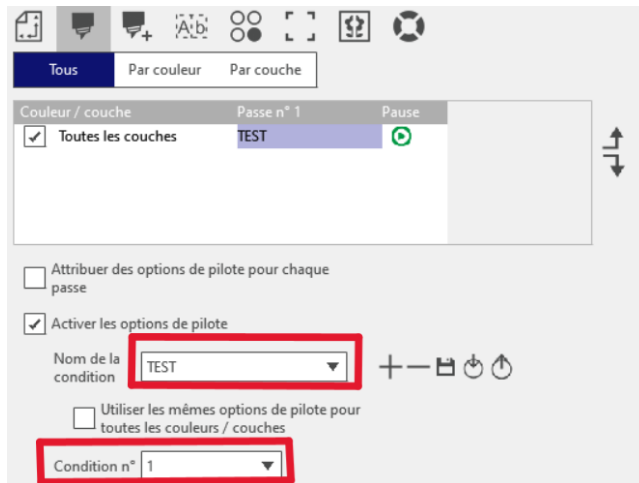 Ab
Tous Par couleur Par couche
Couleur / couche Passe n° 1 Pause
Toutes les couches TEST
Attribuer des options de pilote pour chaque
passe
Activer les options de pilote
Nom de la
condition
TEST
Utiliser les mêmes options de pilote pour
toutes les couleurs / couches
Condition n° 1